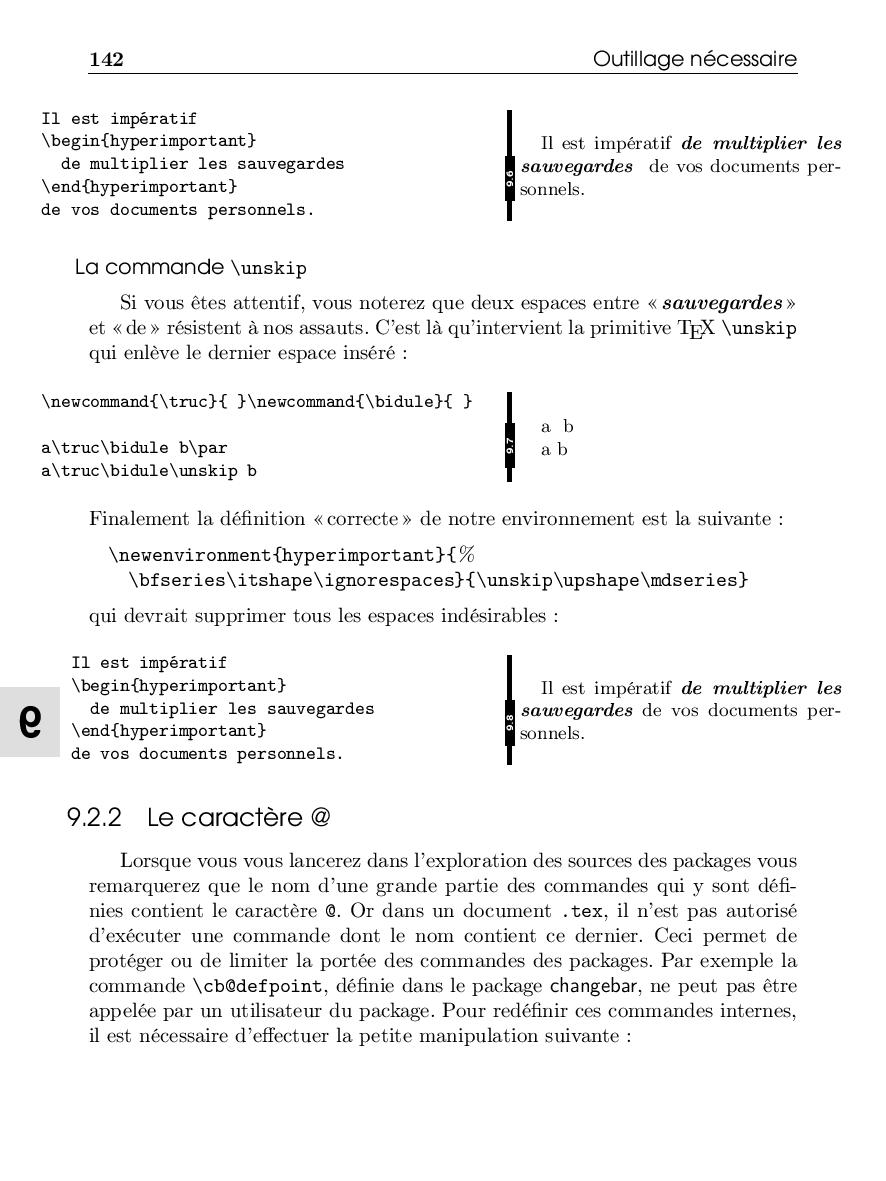 142 Outillage nécessaire
Il est impératif
\begin{hyperimportant}
  de multiplier les sauvegardes
\end{hyperimportant}
de vos documents personnels.
9.6
Il est impératif de multiplier les
sauvegardes  de vos documents per-
sonnels.
La commande \unskip
Si vous êtes attentif, vous noterez que deux espaces entre « sauvegardes »
et « de » résistent à nos assauts. C'est là qu'intervient la primitive TEX \unskip
qui enlève le dernier espace inséré :
\newcommand{\truc}{ }\newcommand{\bidule}{ }
a\truc\bidule b\par
a\truc\bidule\unskip b
9.7
a  b
a b
Finalement la définition « correcte » de notre environnement est la suivante :
\newenvironment{hyperimportant}{%
  \bfseries\itshape\ignorespaces}{\unskip\upshape\mdseries}
qui devrait supprimer tous les espaces indésirables :
Il est impératif
\begin{hyperimportant}
  de multiplier les sauvegardes
\end{hyperimportant}
de vos documents personnels.
9.8
Il est impératif de multiplier les
sauvegardes de vos documents per-
sonnels.
9
9.2.2 Le caractère @
Lorsque vous vous lancerez dans l'exploration des sources des packages vous
remarquerez que le nom d'une grande partie des commandes qui y sont défi-
nies contient le caractère @. Or dans un document .tex, il n'est pas autorisé
d'exécuter une commande dont le nom contient ce dernier. Ceci permet de
protéger ou de limiter la portée des commandes des packages. Par exemple la
commande \cb@defpoint, définie dans le package changebar, ne peut pas être
appelée par un utilisateur du package. Pour redéfinir ces commandes internes,
il est nécessaire d'effectuer la petite manipulation suivante :